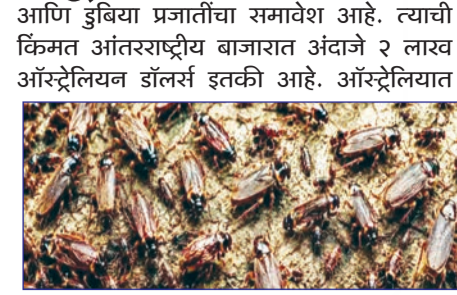 आणि डुबिया प्रजातींचा समावेश आहे. त्याची
किंमत आंतरराष्ट्रीय बाजारात अंदाजे २ लाख
ऑस्ट्रेलियन डॉलर्स इतकी आहे. ऑस्ट्रेलियात